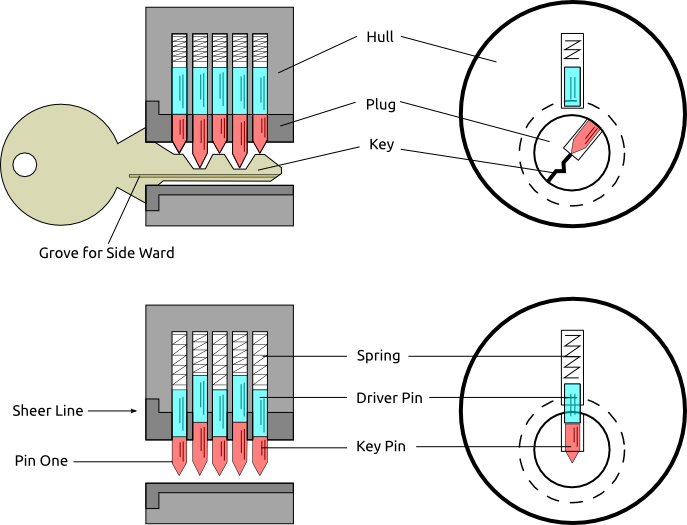 Hull
Plug
Key
Grove for Side Ward
Spring
Driver Pin
Sheer Line
Key Pin
Pin One